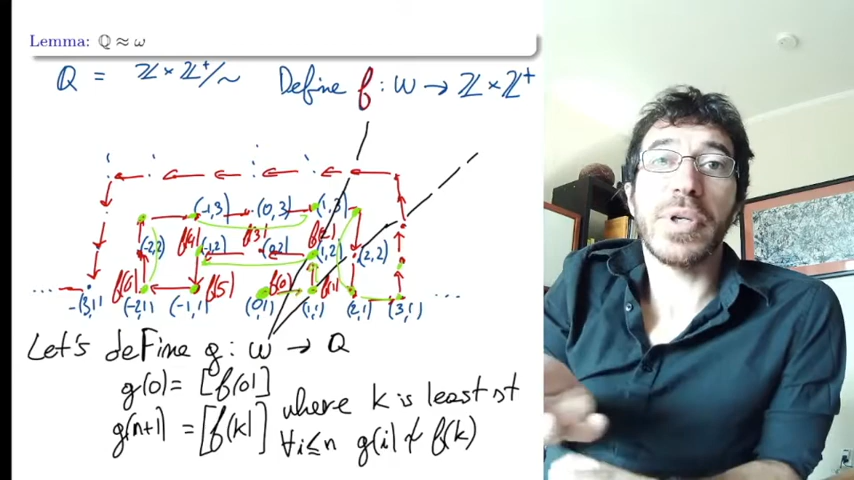 Lemma: ℚ ≈ ω
ℚ = ℤ × ℤ⁺/∼ Define f : ω → ℤ × ℤ⁺
(-1,3) (0,3) (1,3)
f(4) f(3) f(2)
(-2,2) (-1,2) (0,2) (1,2) (2,2)
f(6) f(5) f(0) f(1)
... -(3,1) (-2,1) (-1,1) (0,1) (1,1) (2,1) (3,1) ...
Let's define g : ω → ℚ
g(0) = [f(0)]
g(n+1) = [f(k)] where k is least st
∀i≤n g(i) ≁ f(k)